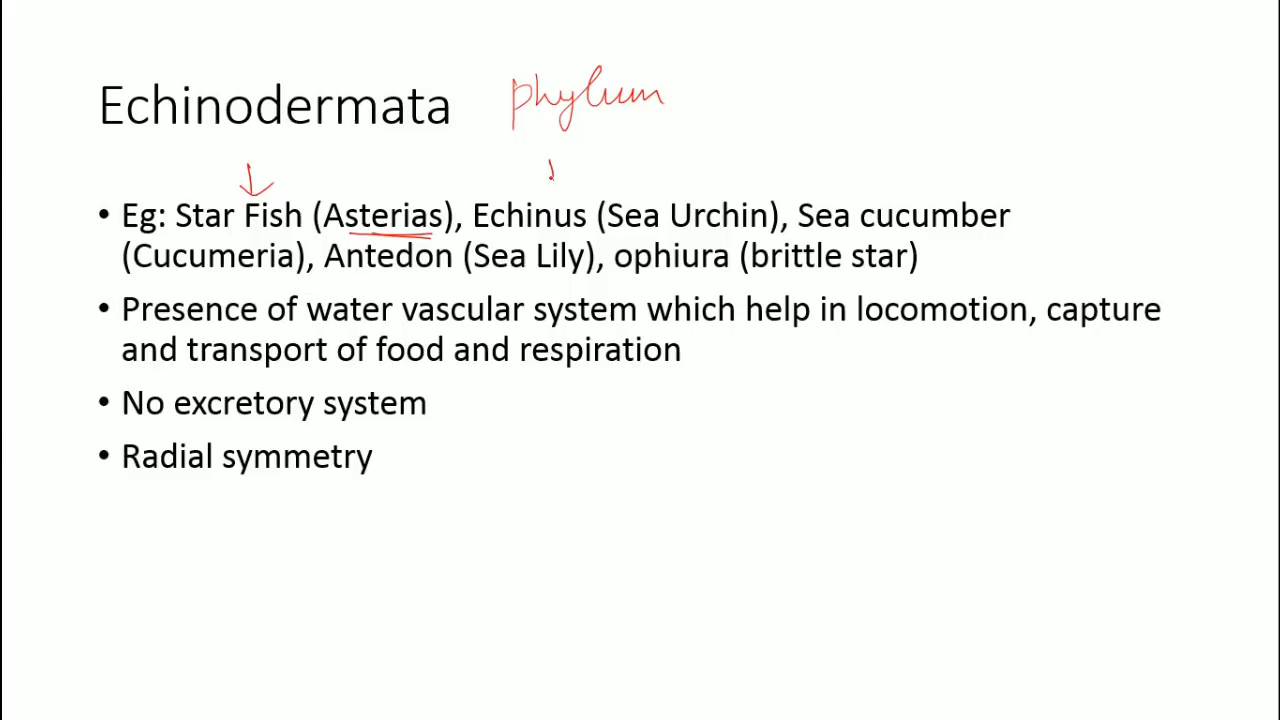 Echinodermata phylum
• Eg: Star Fish (Asterias), Echinus (Sea Urchin), Sea cucumber
(Cucumeria), Antedon (Sea Lily), ophiura (brittle star)
• Presence of water vascular system which help in locomotion, capture
and transport of food and respiration
• No excretory system
• Radial symmetry